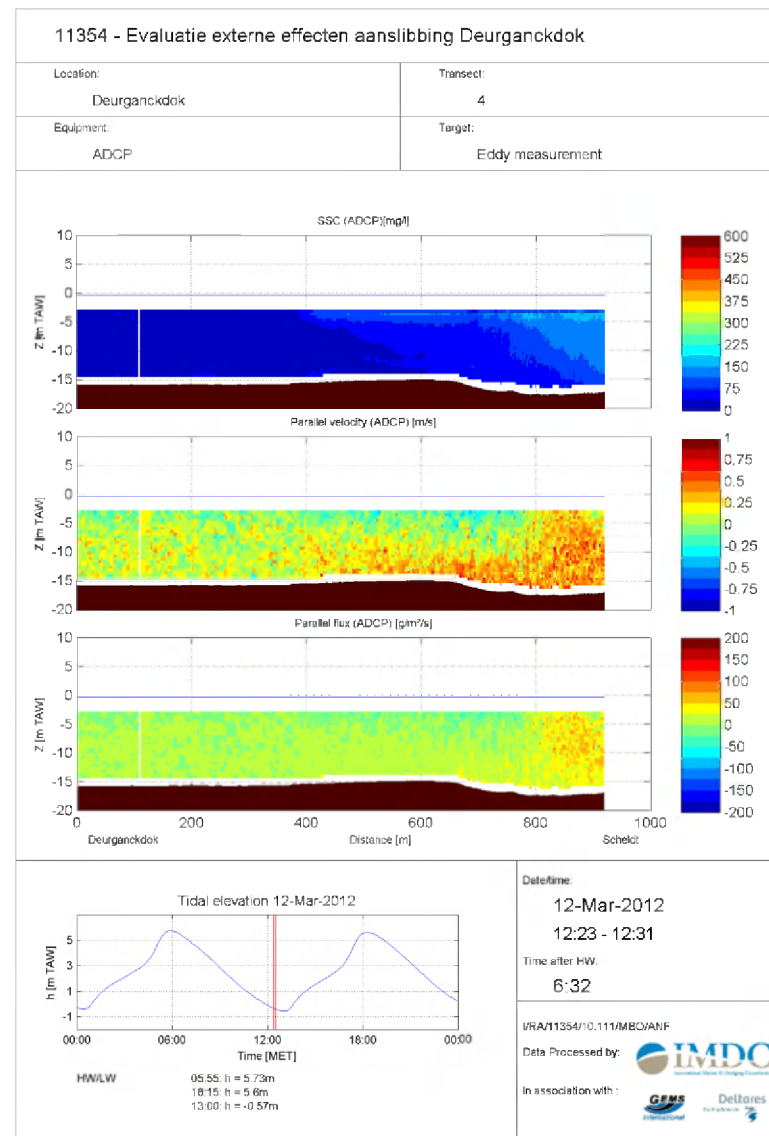 11354 - Evaluatie externe effecten aanslibbing Deurganckdok
Location:
Deurganckdok
Transect:
4
Equipment:
ADCP
Target:
Eddy measurement
SSC (ADCP)[mg/l]
10
5
0
-5
-10
-15
-20
Z [m TAW]
600
525
450
375
300
225
150
75
0
Parallel velocity (ADCP) [m/s]
10
5
0
-5
-10
-15
-20
Z [m TAW]
1
0.75
0.5
0.25
0
-0.25
-0.5
-0.75
-1
Parallel flux (ADCP) [g/m²/s]
10
5
0
-5
-10
-15
-20
Z [m TAW]
200
150
100
50
0
-50
-100
-150
-200
0 200 400 600 800 1000
Deurganckdok Distance [m] Scheldt
Tidal elevation 12-Mar-2012
h [m TAW]
5
3
1
-1
00:00 06:00 12:00 18:00 00:00
Time [MET]
HW/LW
05:55: h = 5.73m
18:15: h = 5.6m
13:00: h = -0.57m
Date/time:
12-Mar-2012
12:23 - 12:31
Time after HW:
6:32
I/RA/11354/10.111/MBO/ANF
Data Processed by:
IMDC
International Marine & Dredging Consultants
In association with :
GEMS
International
Deltares